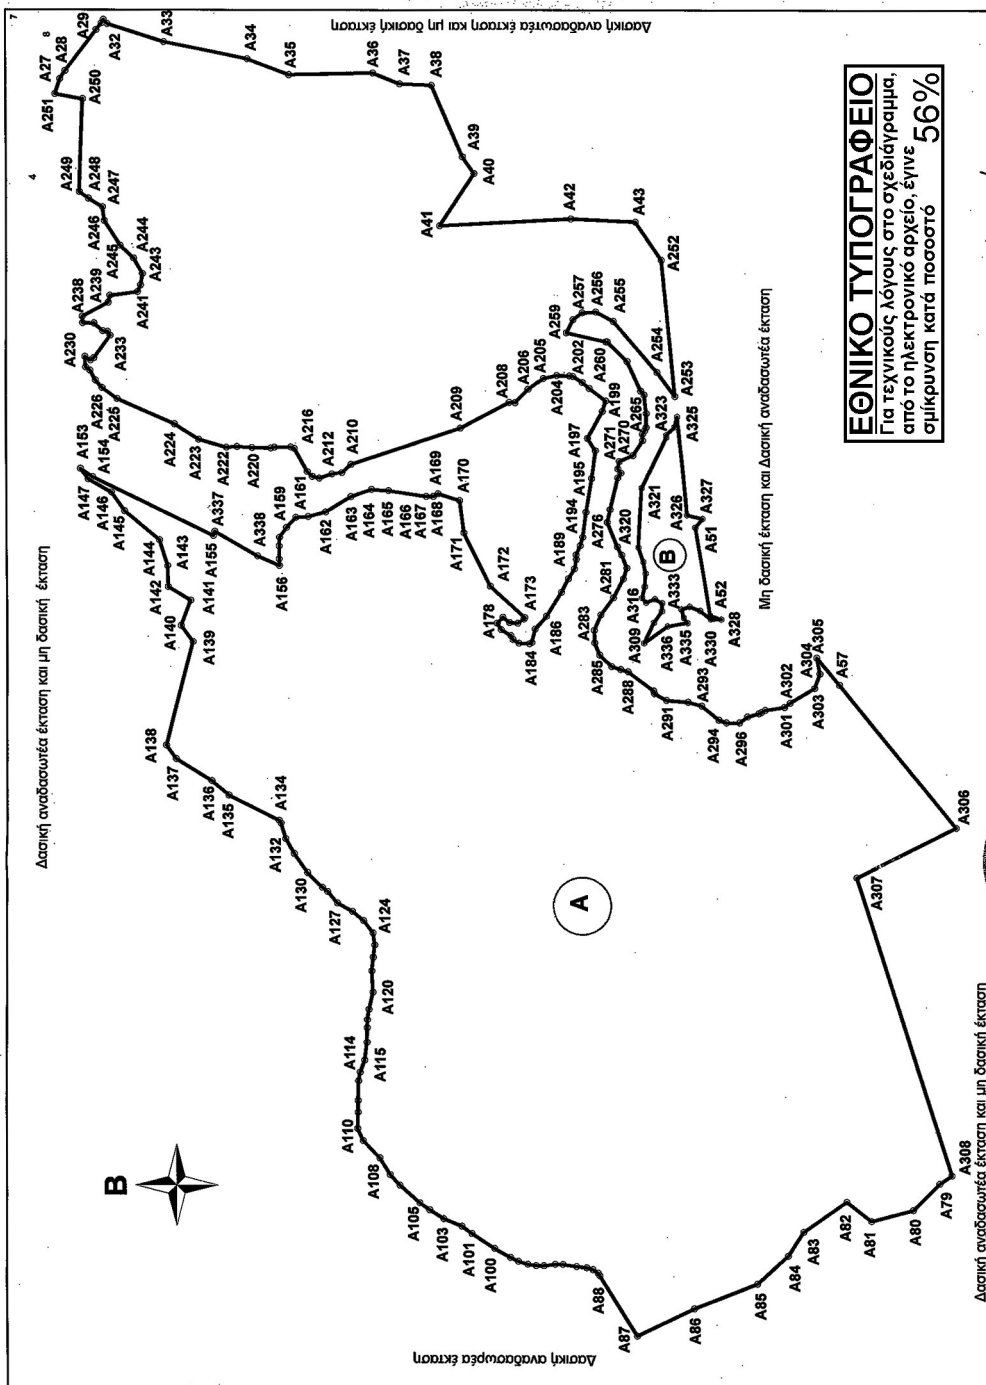 Δασική αναδασωτέα έκταση και μη δασική έκταση
Δασική αναδασωτέα έκταση και μη δασική έκταση
Μη δασική έκταση και Δασική αναδασωτέα έκταση
Δασική αναδασωτέα έκταση και μη δασική έκταση
Δασική αναδασωρέα έκταση
ΕΘΝΙΚΟ ΤΥΠΟΓΡΑΦΕΙΟ
Για τεχνικούς λόγους στο σχεδιάγραμμα,
από το ηλεκτρονικό αρχείο, έγινε
σμίκρυνση κατά ποσοστό 56%
B
A
B
7
8
4
A27
A28
A29
A32
A33
A34
A35
A36
A37
A38
A39
A40
A41
A42
A43
A252
A253
A254
A255
A256
A257
A259
A260
A265
A270
A271
A276
A281
A283
A285
A288
A291
A293
A294
A296
A301
A302
A303
A304
A305
A57
A306
A307
A308
A79
A80
A81
A82
A83
A84
A85
A86
A87
A88
A100
A101
A103
A105
A108
A110
A114
A115
A120
A124
A127
A130
A132
A134
A135
A136
A137
A138
A139
A140
A141
A142
A143
A144
A145
A146
A147
A153
A154
A155
A337
A338
A156
A159
A161
A162
A163
A164
A165
A166
A167
A168
A169
A170
A171
A172
A173
A178
A184
A186
A189
A194
A195
A197
A199
A202
A204
A205
A206
A208
A209
A210
A212
A216
A220
A222
A223
A224
A225
A226
A230
A233
A238
A239
A241
A243
A244
A245
A246
A247
A248
A249
A250
A251
A309
A316
A320
A321
A323
A325
A326
A327
A51
A52
A328
A330
A333
A335
A336